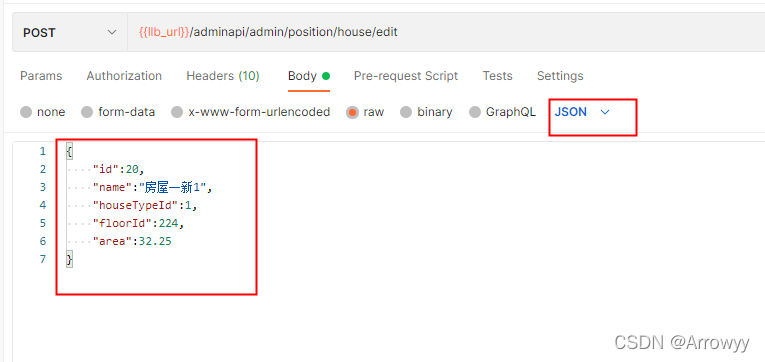 POST {{llb_url}}/adminapi/admin/position/house/edit
Params Authorization Headers (10) Body Pre-request Script Tests Settings
none form-data x-www-form-urlencoded raw binary GraphQL JSON
1 {
2 ····"id":20,
3 ····"name":"房屋一新1",
4 ····"houseTypeId":1,
5 ····"floorId":224,
6 ····"area":32.25
7 }
CSDN @Arrowyy